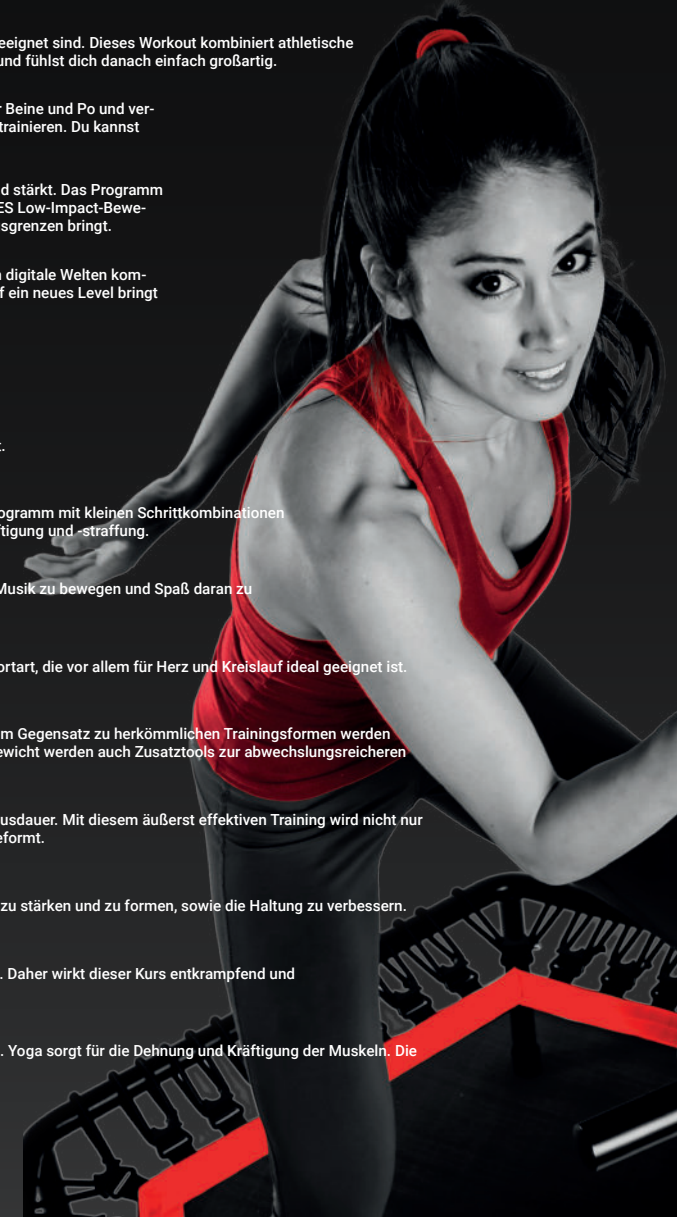 eeignet sind. Dieses Workout kombiniert athletische
und fühlst dich danach einfach großartig.
r Beine und Po und ver-
trainieren. Du kannst
d stärkt. Das Programm
ES Low-Impact-Bewe-
sgrenzen bringt.
n digitale Welten kom-
f ein neues Level bringt
t.
ogramm mit kleinen Schrittkombinationen
ftigung und -straffung.
Musik zu bewegen und Spaß daran zu
ortart, die vor allem für Herz und Kreislauf ideal geeignet ist.
m Gegensatz zu herkömmlichen Trainingsformen werden
ewicht werden auch Zusatztools zur abwechslungsreicheren
usdauer. Mit diesem äußerst effektiven Training wird nicht nur
eformt.
zu stärken und zu formen, sowie die Haltung zu verbessern.
. Daher wirkt dieser Kurs entkrampfend und
. Yoga sorgt für die Dehnung und Kräftigung der Muskeln. Die